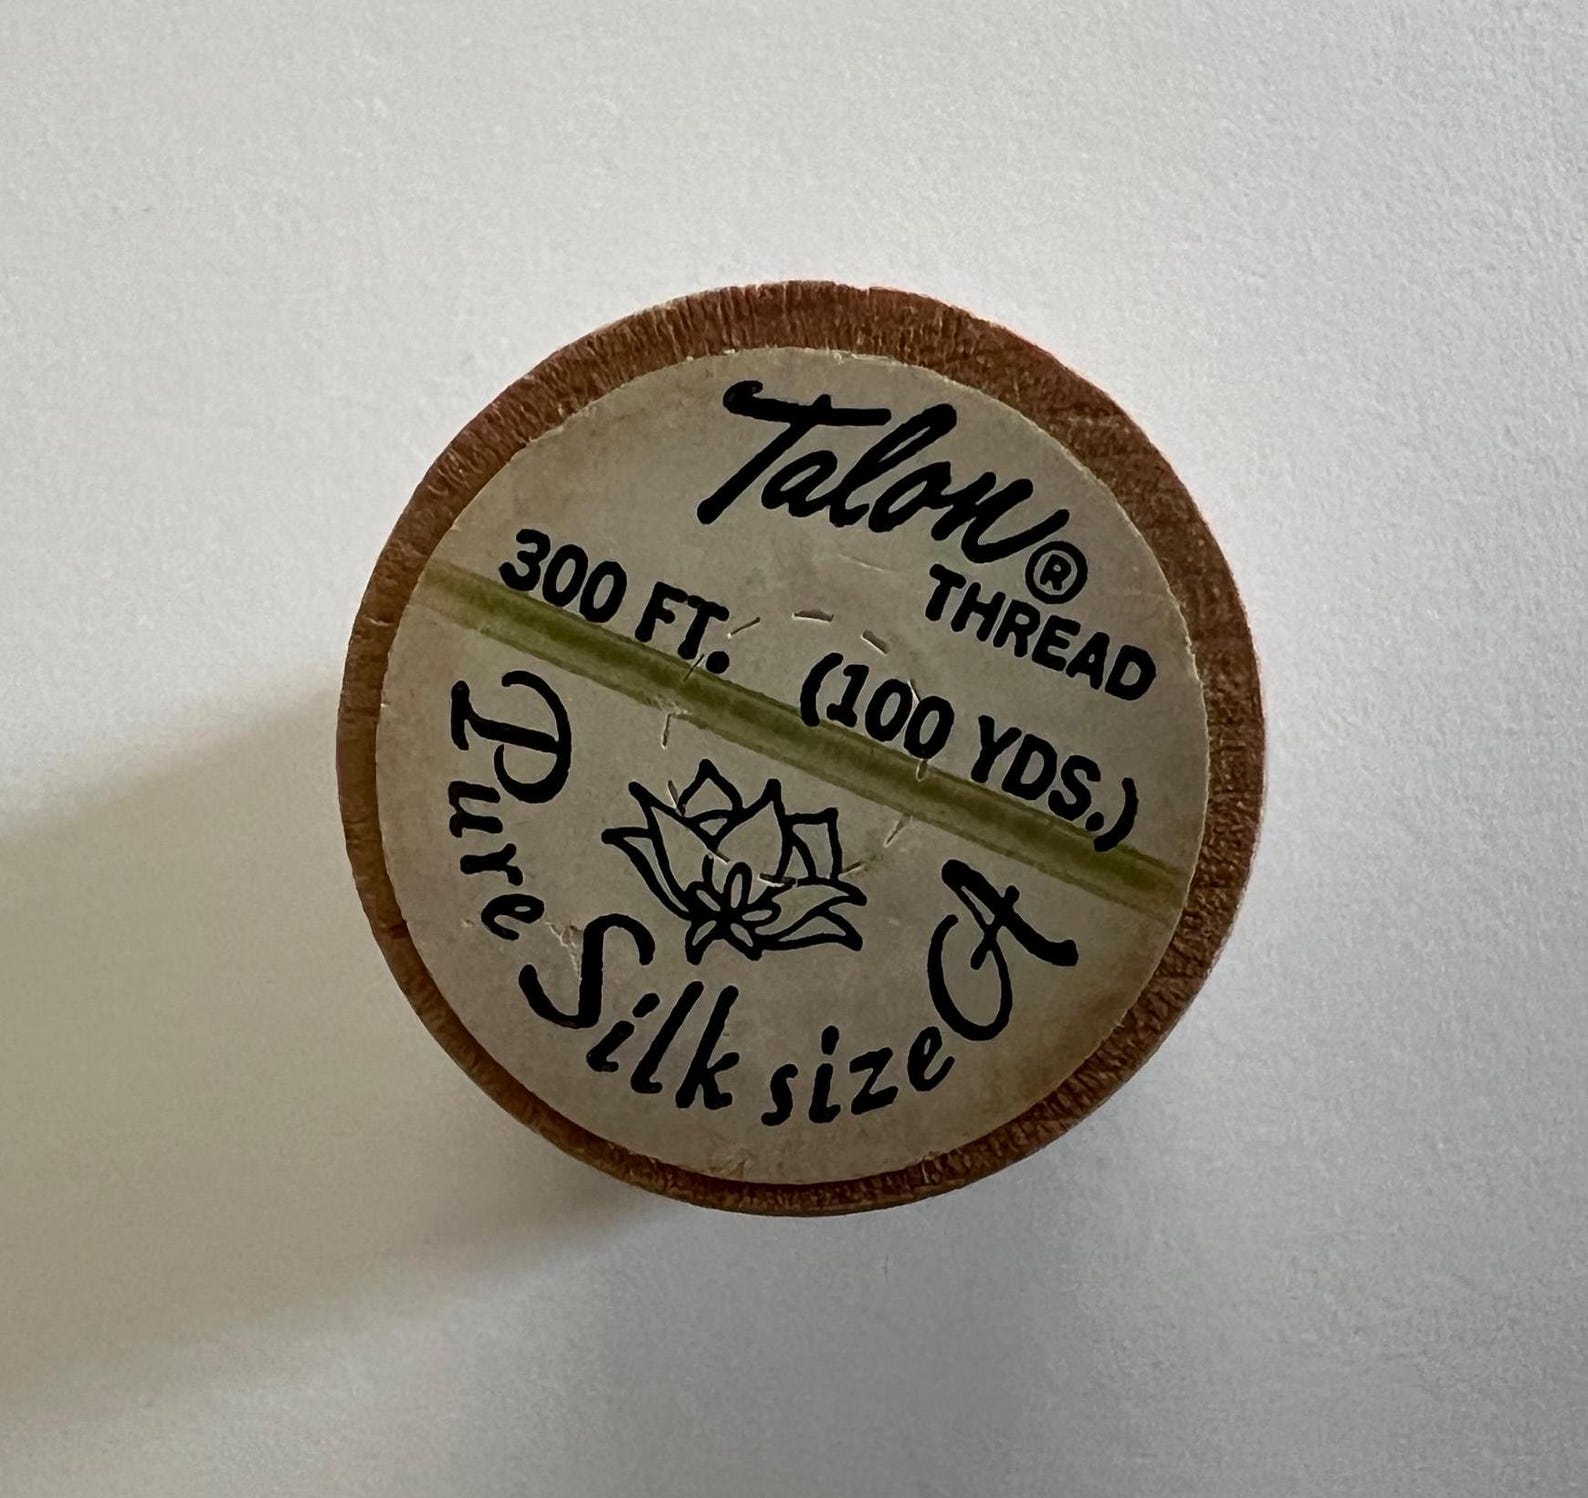 Talon®
THREAD
300 FT. (100 YDS.)
Pure Silk size A